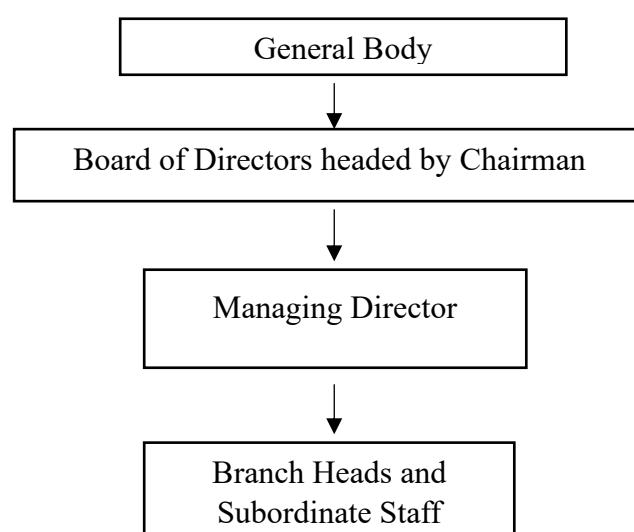 General Body
Board of Directors headed by Chairman
Managing Director
Branch Heads and
Subordinate Staff